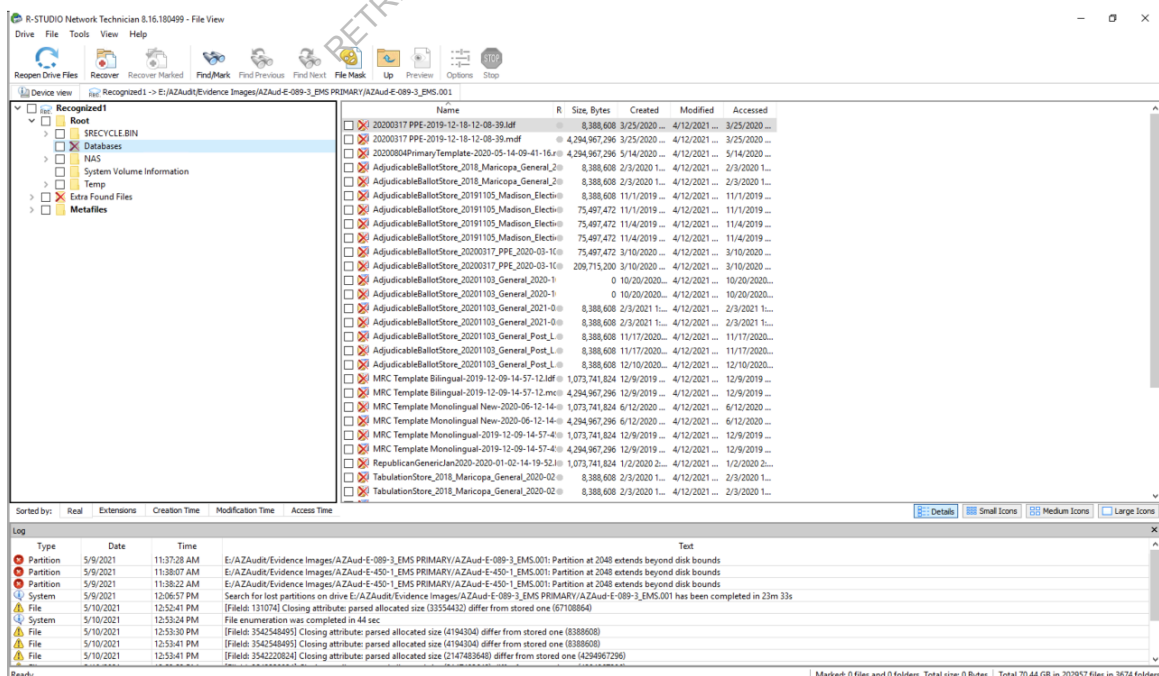 RETR
R-STUDIO Network Technician 8.16.180499 - File View
Drive File Tools View Help
Reopen Drive Files Recover Recover Marked Find/Mark Find Previous Find Next File Mask Up Preview Options Stop
Device view Recognized1 -> E:/AZAudit/Evidence Images/AZAud-E-089-3_EMS PRIMARY/AZAud-E-089-3_EMS.001
Recognized1
Root
$RECYCLE.BIN
Databases
NAS
System Volume Information
Temp
Extra Found Files
Metafiles
Name R Size, Bytes Created Modified Accessed
20200317 PPE-2019-12-18-12-08-39.ldf 8,388,608 3/25/2020 ... 4/12/2021 ... 3/25/2020 ...
20200317 PPE-2019-12-18-12-08-39.mdf 4,294,967,296 3/25/2020 ... 4/12/2021 ... 3/25/2020 ...
20200804PrimaryTemplate-2020-05-14-09-41-16. 4,294,967,296 5/14/2020 ... 4/12/2021 ... 5/14/2020 ...
AdjudicableBallotStore_2018_Maricopa_General_2 8,388,608 2/3/2020 1... 4/12/2021 ... 2/3/2020 1...
AdjudicableBallotStore_2018_Maricopa_General_2 8,388,608 2/3/2020 1... 4/12/2021 ... 2/3/2020 1...
AdjudicableBallotStore_20191105_Madison_Electi 8,388,608 11/1/2019 ... 4/12/2021 ... 11/1/2019 ...
AdjudicableBallotStore_20191105_Madison_Electi 75,497,472 11/1/2019 ... 4/12/2021 ... 11/1/2019 ...
AdjudicableBallotStore_20191105_Madison_Electi 75,497,472 11/4/2019 ... 4/12/2021 ... 11/4/2019 ...
AdjudicableBallotStore_20191105_Madison_Electi 75,497,472 11/4/2019 ... 4/12/2021 ... 11/4/2019 ...
AdjudicableBallotStore_20200317_PPE_2020-03-10 75,497,472 3/10/2020 ... 4/12/2021 ... 3/10/2020 ...
AdjudicableBallotStore_20200317_PPE_2020-03-10 209,715,200 3/10/2020 ... 4/12/2021 ... 3/10/2020 ...
AdjudicableBallotStore_20201103_General_2020-1 0 10/20/2020... 4/12/2021 ... 10/20/2020...
AdjudicableBallotStore_20201103_General_2020-1 0 10/20/2020... 4/12/2021 ... 10/20/2020...
AdjudicableBallotStore_20201103_General_2021-0 8,388,608 2/3/2021 1:... 4/12/2021 ... 2/3/2021 1:...
AdjudicableBallotStore_20201103_General_2021-0 8,388,608 2/3/2021 1:... 4/12/2021 ... 2/3/2021 1:...
AdjudicableBallotStore_20201103_General_Post_L 8,388,608 11/17/2020... 4/12/2021 ... 11/17/2020...
AdjudicableBallotStore_20201103_General_Post_L 8,388,608 11/17/2020... 4/12/2021 ... 11/17/2020...
AdjudicableBallotStore_20201103_General_Post_L 8,388,608 12/10/2020... 4/12/2021 ... 12/10/2020...
MRC Template Bilingual-2019-12-09-14-57-12.ldf 1,073,741,824 12/9/2019 ... 4/12/2021 ... 12/9/2019 ...
MRC Template Bilingual-2019-12-09-14-57-12.mc 4,294,967,296 12/9/2019 ... 4/12/2021 ... 12/9/2019 ...
MRC Template Monolingual New-2020-06-12-14- 1,073,741,824 6/12/2020 ... 4/12/2021 ... 6/12/2020 ...
MRC Template Monolingual New-2020-06-12-14- 4,294,967,296 6/12/2020 ... 4/12/2021 ... 6/12/2020 ...
MRC Template Monolingual-2019-12-09-14-57-4 1,073,741,824 12/9/2019 ... 4/12/2021 ... 12/9/2019 ...
MRC Template Monolingual-2019-12-09-14-57-4 4,294,967,296 12/9/2019 ... 4/12/2021 ... 12/9/2019 ...
RepublicanGenericJan2020-2020-01-02-14-19-52.l 1,073,741,824 1/2/2020 2:... 4/12/2021 ... 1/2/2020 2:...
TabulationStore_2018_Maricopa_General_2020-02 8,388,608 2/3/2020 1... 4/12/2021 ... 2/3/2020 1...
TabulationStore_2018_Maricopa_General_2020-02 8,388,608 2/3/2020 1... 4/12/2021 ... 2/3/2020 1...
Sorted by: Real Extensions Creation Time Modification Time Access Time Details Small Icons Medium Icons Large Icons
Log
Type Date Time Text
Partition 5/9/2021 11:37:28 AM E:/AZAudit/Evidence Images/AZAud-E-089-3_EMS PRIMARY/AZAud-E-089-3_EMS.001: Partition at 2048 extends beyond disk bounds
Partition 5/9/2021 11:38:07 AM E:/AZAudit/Evidence Images/AZAud-E-450-1_EMS PRIMARY/AZAud-E-450-1_EMS.001: Partition at 2048 extends beyond disk bounds
Partition 5/9/2021 11:38:22 AM E:/AZAudit/Evidence Images/AZAud-E-450-1_EMS PRIMARY/AZAud-E-450-1_EMS.001: Partition at 2048 extends beyond disk bounds
System 5/9/2021 12:06:57 PM Search for lost partitions on drive E:/AZAudit/Evidence Images/AZAud-E-089-3_EMS PRIMARY/AZAud-E-089-3_EMS.001 has been completed in 23m 33s
File 5/10/2021 12:52:41 PM [FileId: 131074] Closing attribute: parsed allocated size (33554432) differ from stored one (67108864)
System 5/10/2021 12:53:24 PM File enumeration was completed in 44 sec
File 5/10/2021 12:53:30 PM [FileId: 3542548495] Closing attribute: parsed allocated size (4194304) differ from stored one (8388608)
File 5/10/2021 12:53:41 PM [FileId: 3542548495] Closing attribute: parsed allocated size (4194304) differ from stored one (8388608)
File 5/10/2021 12:53:41 PM [FileId: 3542220824] Closing attribute: parsed allocated size (2147483648) differ from stored one (4294967296)
Ready Marked: 0 files and 0 folders. Total size: 0 Bytes Total 70.44 GB in 202957 files in 3674 folders